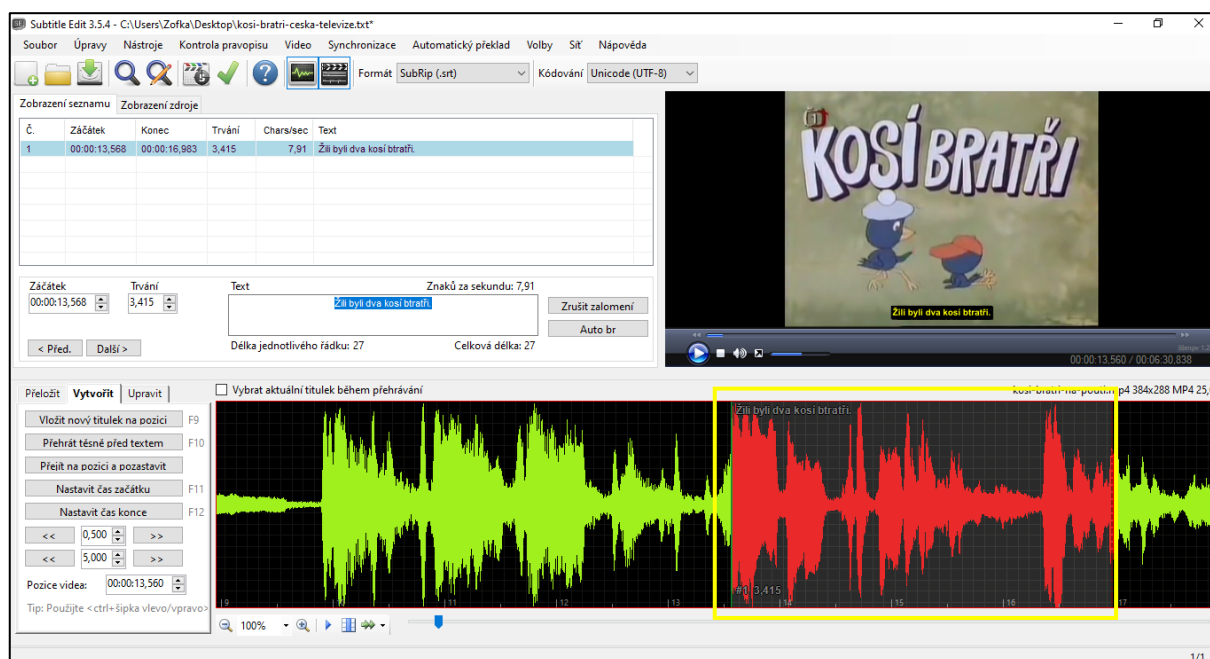 Subtitle Edit 3.5.4 - C:\Users\Zofka\Desktop\kosi-bratri-ceska-televize.txt*
Soubor Úpravy Nástroje Kontrola pravopisu Video Synchronizace Automatický překlad Volby Síť Nápověda
Formát SubRip (.srt) Kódování Unicode (UTF-8)
Zobrazení seznamu Zobrazení zdroje
Č. Záčátek Konec Trvání Chars/sec Text
1 00:00:13,568 00:00:16,983 3,415 7,91 Žili byli dva kosí btratři.
KOSÍ BRATŘI
Žili byli dva kosí btratři.
00:00:13,560 / 00:06:30,838
Záčátek Trvání Text Znaků za sekundu: 7,91
00:00:13,568 3,415 Žili byli dva kosí btratři.
Zrušit zalomení
Auto br
< Před. Další > Délka jednotlivého řádku: 27 Celková délka: 27
Přeložit Vytvořit Upravit
Vybrat aktuální titulek během přehrávání kosi-bratri-na-pouti.mp4 384x288 MP4 25,
Vložit nový titulek na pozici F9
Přehrát těsně před textem F10
Přejít na pozici a pozastavit
Nastavit čas začátku F11
Nastavit čas konce F12
<< 0,500 >>
<< 5,000 >>
Pozice videa: 00:00:13,560
Tip: Použijte <ctrl+šipka vlevo/vpravo>
Žili byli dva kosí btratři.
#1 3,415
9 10 11 12 13 14 15 16 17
100%
1/1